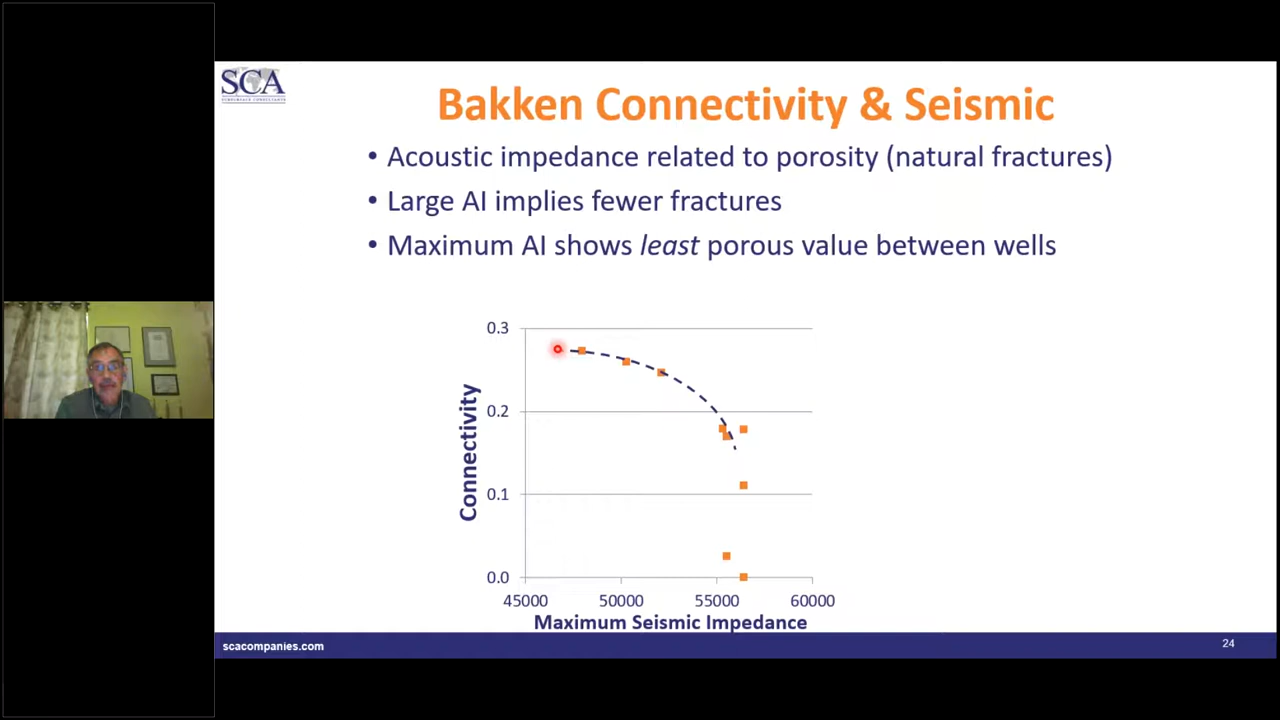 SCA
SUBSURFACE CONSULTANTS
Bakken Connectivity & Seismic
• Acoustic impedance related to porosity (natural fractures)
• Large AI implies fewer fractures
• Maximum AI shows least porous value between wells
0.3
0.2
0.1
0.0
Connectivity
45000 50000 55000 60000
Maximum Seismic Impedance
scacompanies.com
24